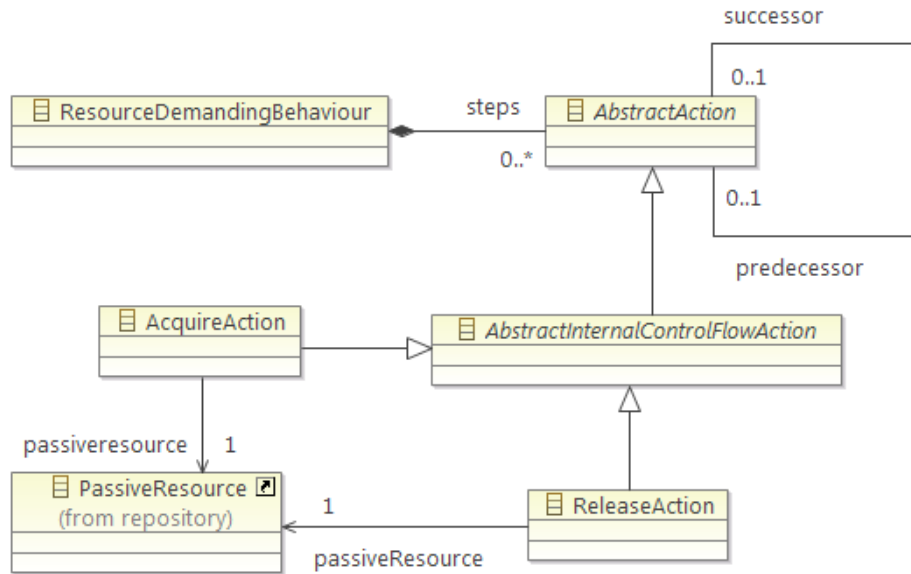 successor
0..1
ResourceDemandingBehaviour
steps
AbstractAction
0..*
0..1
predecessor
AcquireAction
AbstractInternalControlFlowAction
passiveresource
1
PassiveResource
(from repository)
1
ReleaseAction
passiveResource